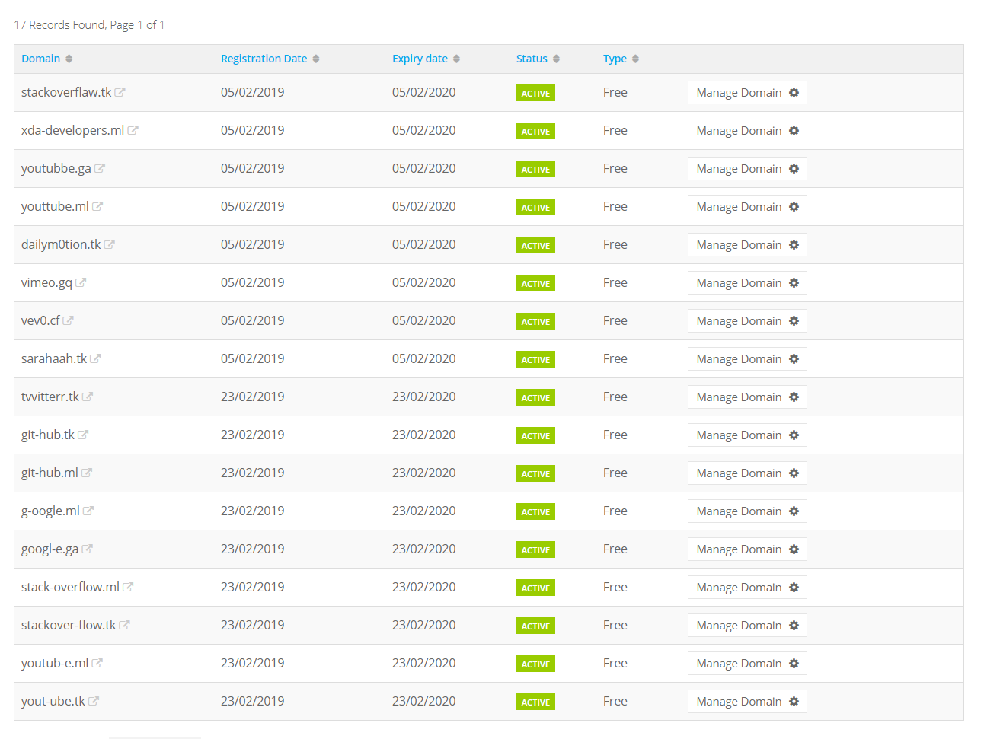 17 Records Found, Page 1 of 1
Domain Registration Date Expiry date Status Type
stackoverflaw.tk 05/02/2019 05/02/2020 ACTIVE Free Manage Domain
xda-developers.ml 05/02/2019 05/02/2020 ACTIVE Free Manage Domain
youtubbe.ga 05/02/2019 05/02/2020 ACTIVE Free Manage Domain
youttube.ml 05/02/2019 05/02/2020 ACTIVE Free Manage Domain
dailym0tion.tk 05/02/2019 05/02/2020 ACTIVE Free Manage Domain
vimeo.gq 05/02/2019 05/02/2020 ACTIVE Free Manage Domain
vev0.cf 05/02/2019 05/02/2020 ACTIVE Free Manage Domain
sarahaah.tk 05/02/2019 05/02/2020 ACTIVE Free Manage Domain
tvvitterr.tk 23/02/2019 23/02/2020 ACTIVE Free Manage Domain
git-hub.tk 23/02/2019 23/02/2020 ACTIVE Free Manage Domain
git-hub.ml 23/02/2019 23/02/2020 ACTIVE Free Manage Domain
g-oogle.ml 23/02/2019 23/02/2020 ACTIVE Free Manage Domain
googl-e.ga 23/02/2019 23/02/2020 ACTIVE Free Manage Domain
stack-overflow.ml 23/02/2019 23/02/2020 ACTIVE Free Manage Domain
stackover-flow.tk 23/02/2019 23/02/2020 ACTIVE Free Manage Domain
youtub-e.ml 23/02/2019 23/02/2020 ACTIVE Free Manage Domain
yout-ube.tk 23/02/2019 23/02/2020 ACTIVE Free Manage Domain